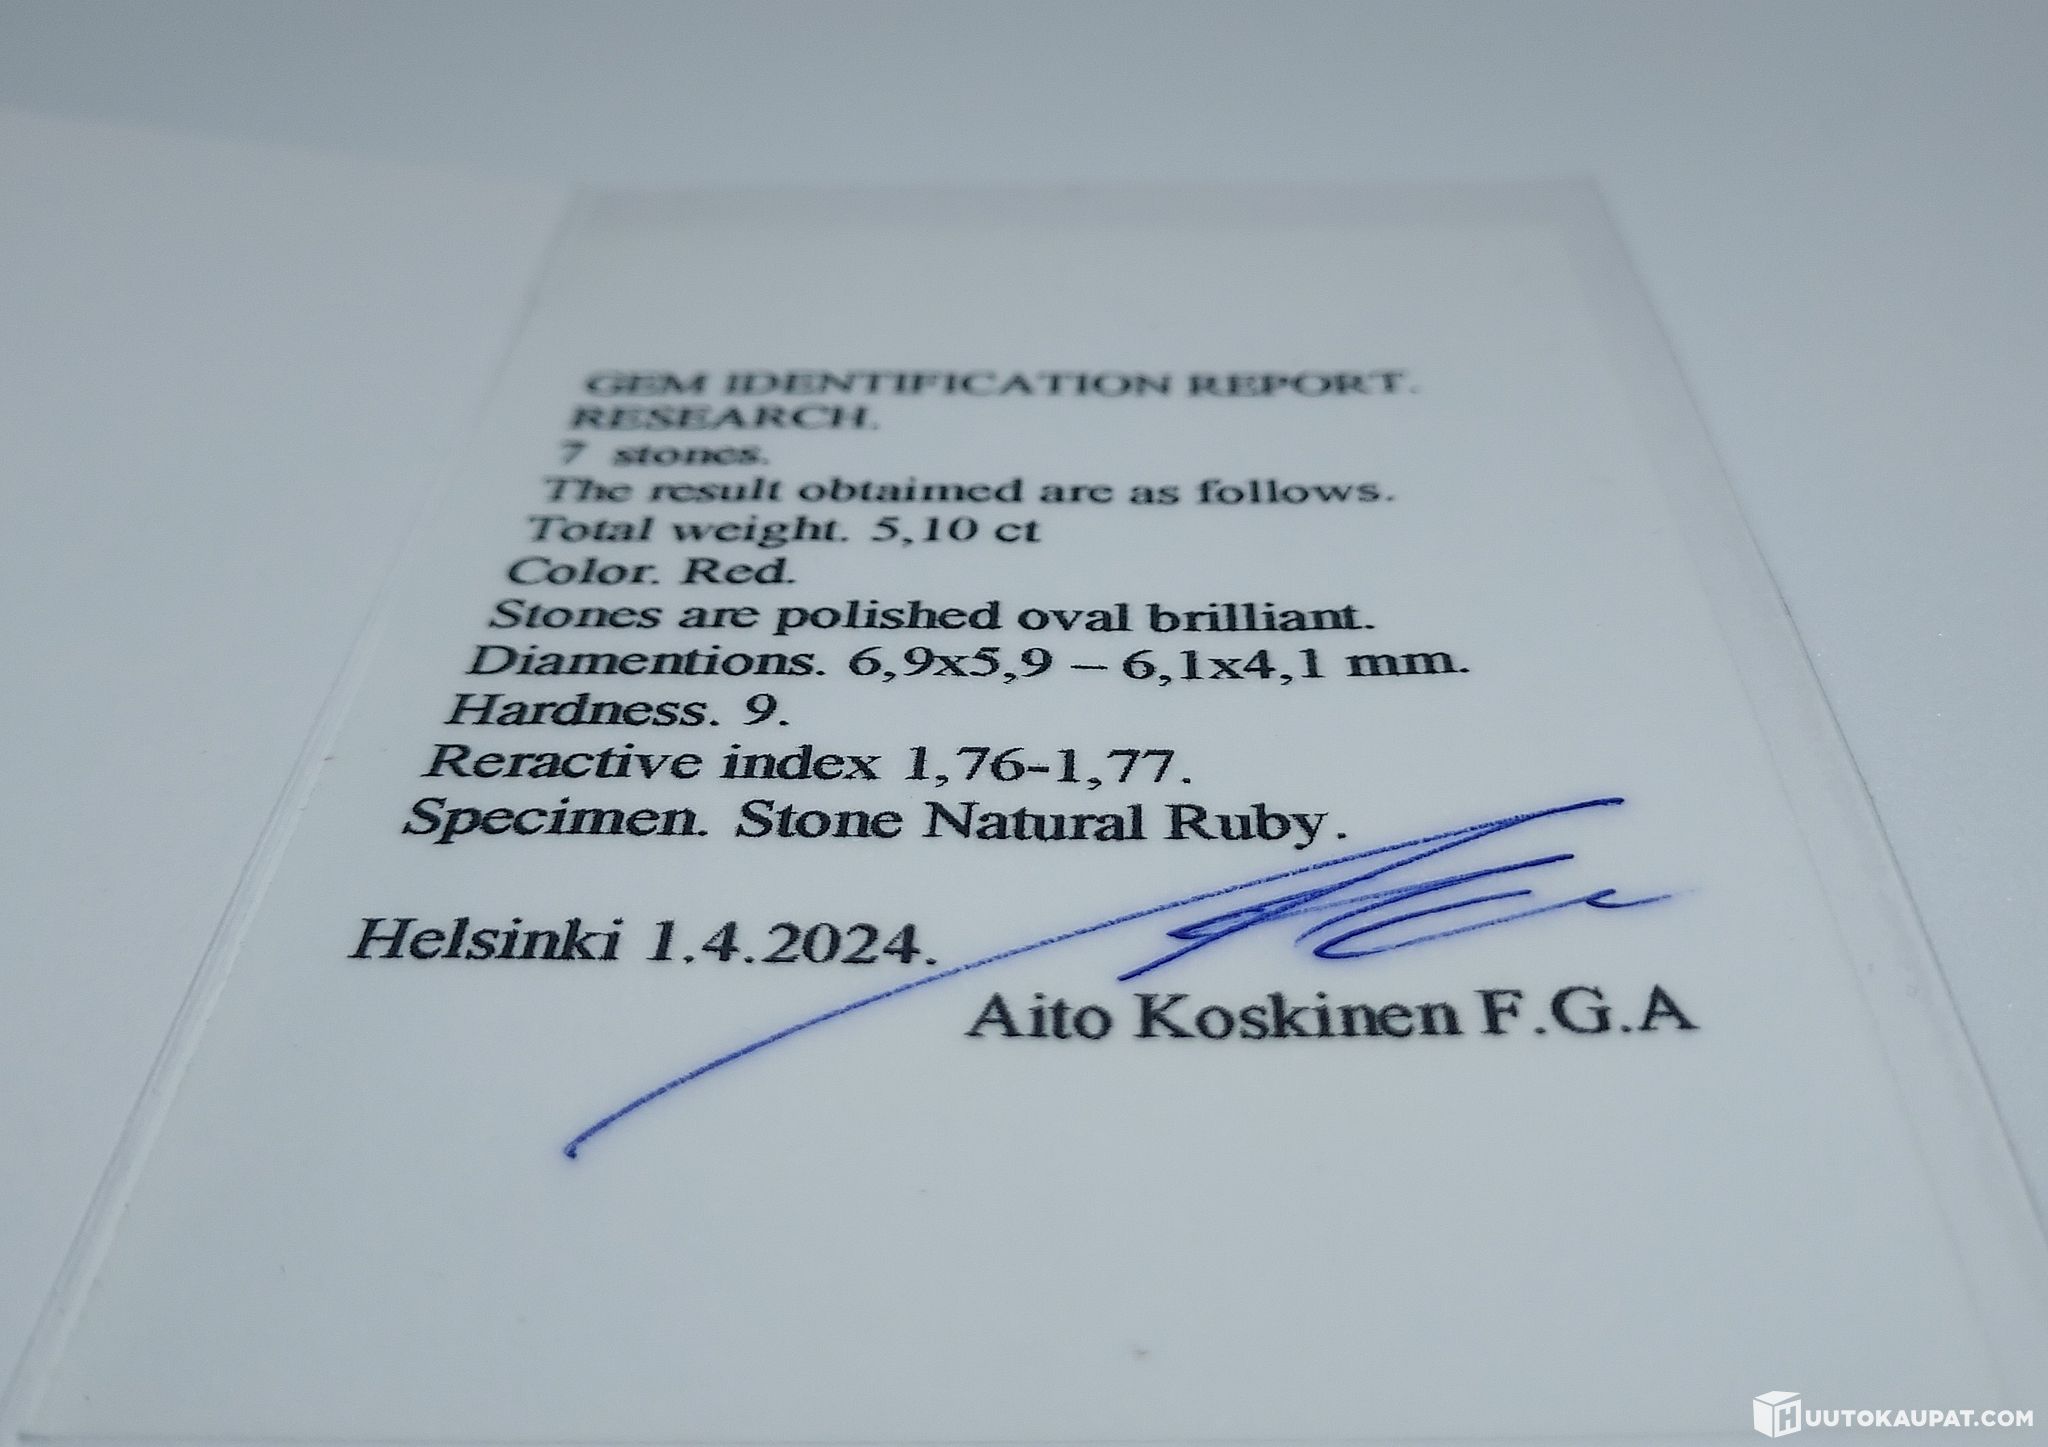 GEM IDENTIFICATION REPORT.
RESEARCH.
7 stones.
The result obtaimed are as follows.
Total weight. 5,10 ct
Color. Red.
Stones are polished oval brilliant.
Diamentions. 6,9x5,9 – 6,1x4,1 mm.
Hardness. 9.
Reractive index 1,76-1,77.
Specimen. Stone Natural Ruby.
Helsinki 1.4.2024.
Aito Koskinen F.G.A
HUUTOKAUPAT.COM